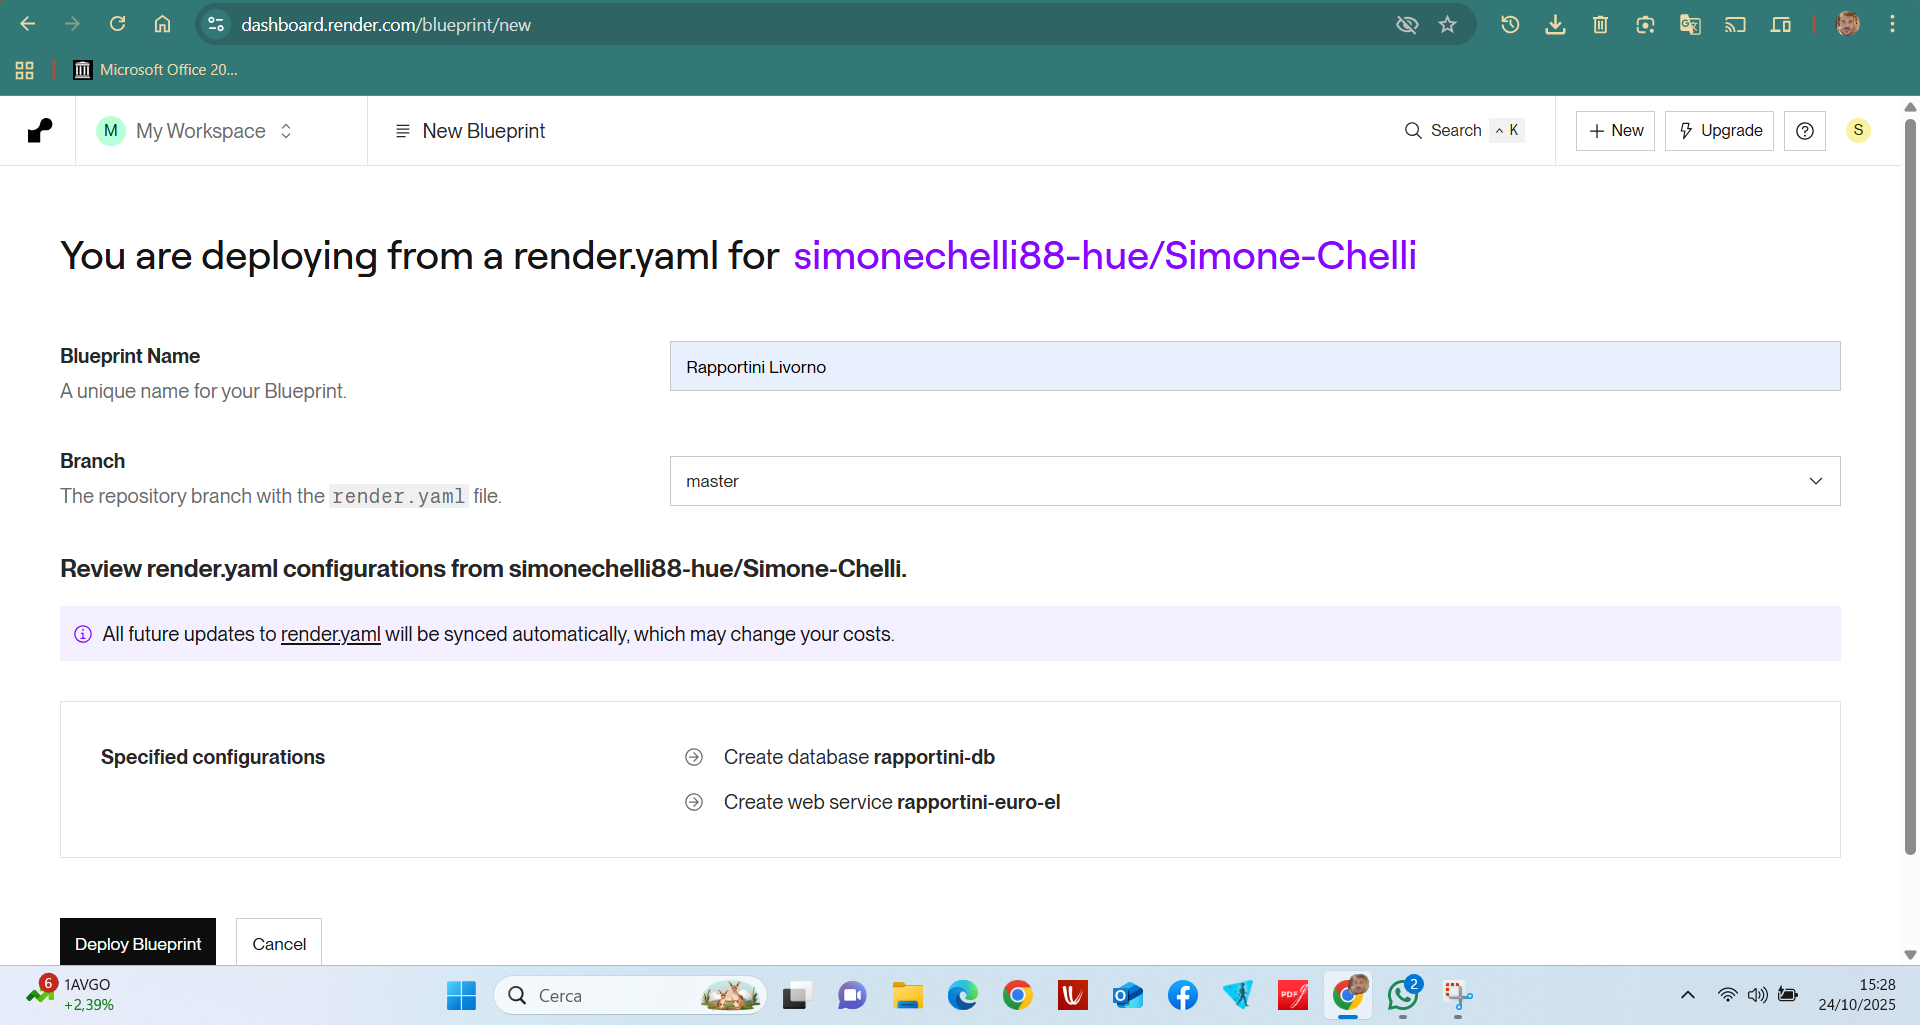 dashboard.render.com/blueprint/new
Microsoft Office 20...
M My Workspace
New Blueprint
Search ^ K
+ New
Upgrade
S
You are deploying from a render.yaml for simonechelli88-hue/Simone-Chelli
Blueprint Name
A unique name for your Blueprint.
Rapportini Livorno
Branch
The repository branch with the render.yaml file.
master
Review render.yaml configurations from simonechelli88-hue/Simone-Chelli.
All future updates to render.yaml will be synced automatically, which may change your costs.
Specified configurations
Create database rapportini-db
Create web service rapportini-euro-el
Deploy Blueprint
Cancel
6
1AVGO
+2,39%
Cerca
PDF
2
15:28
24/10/2025